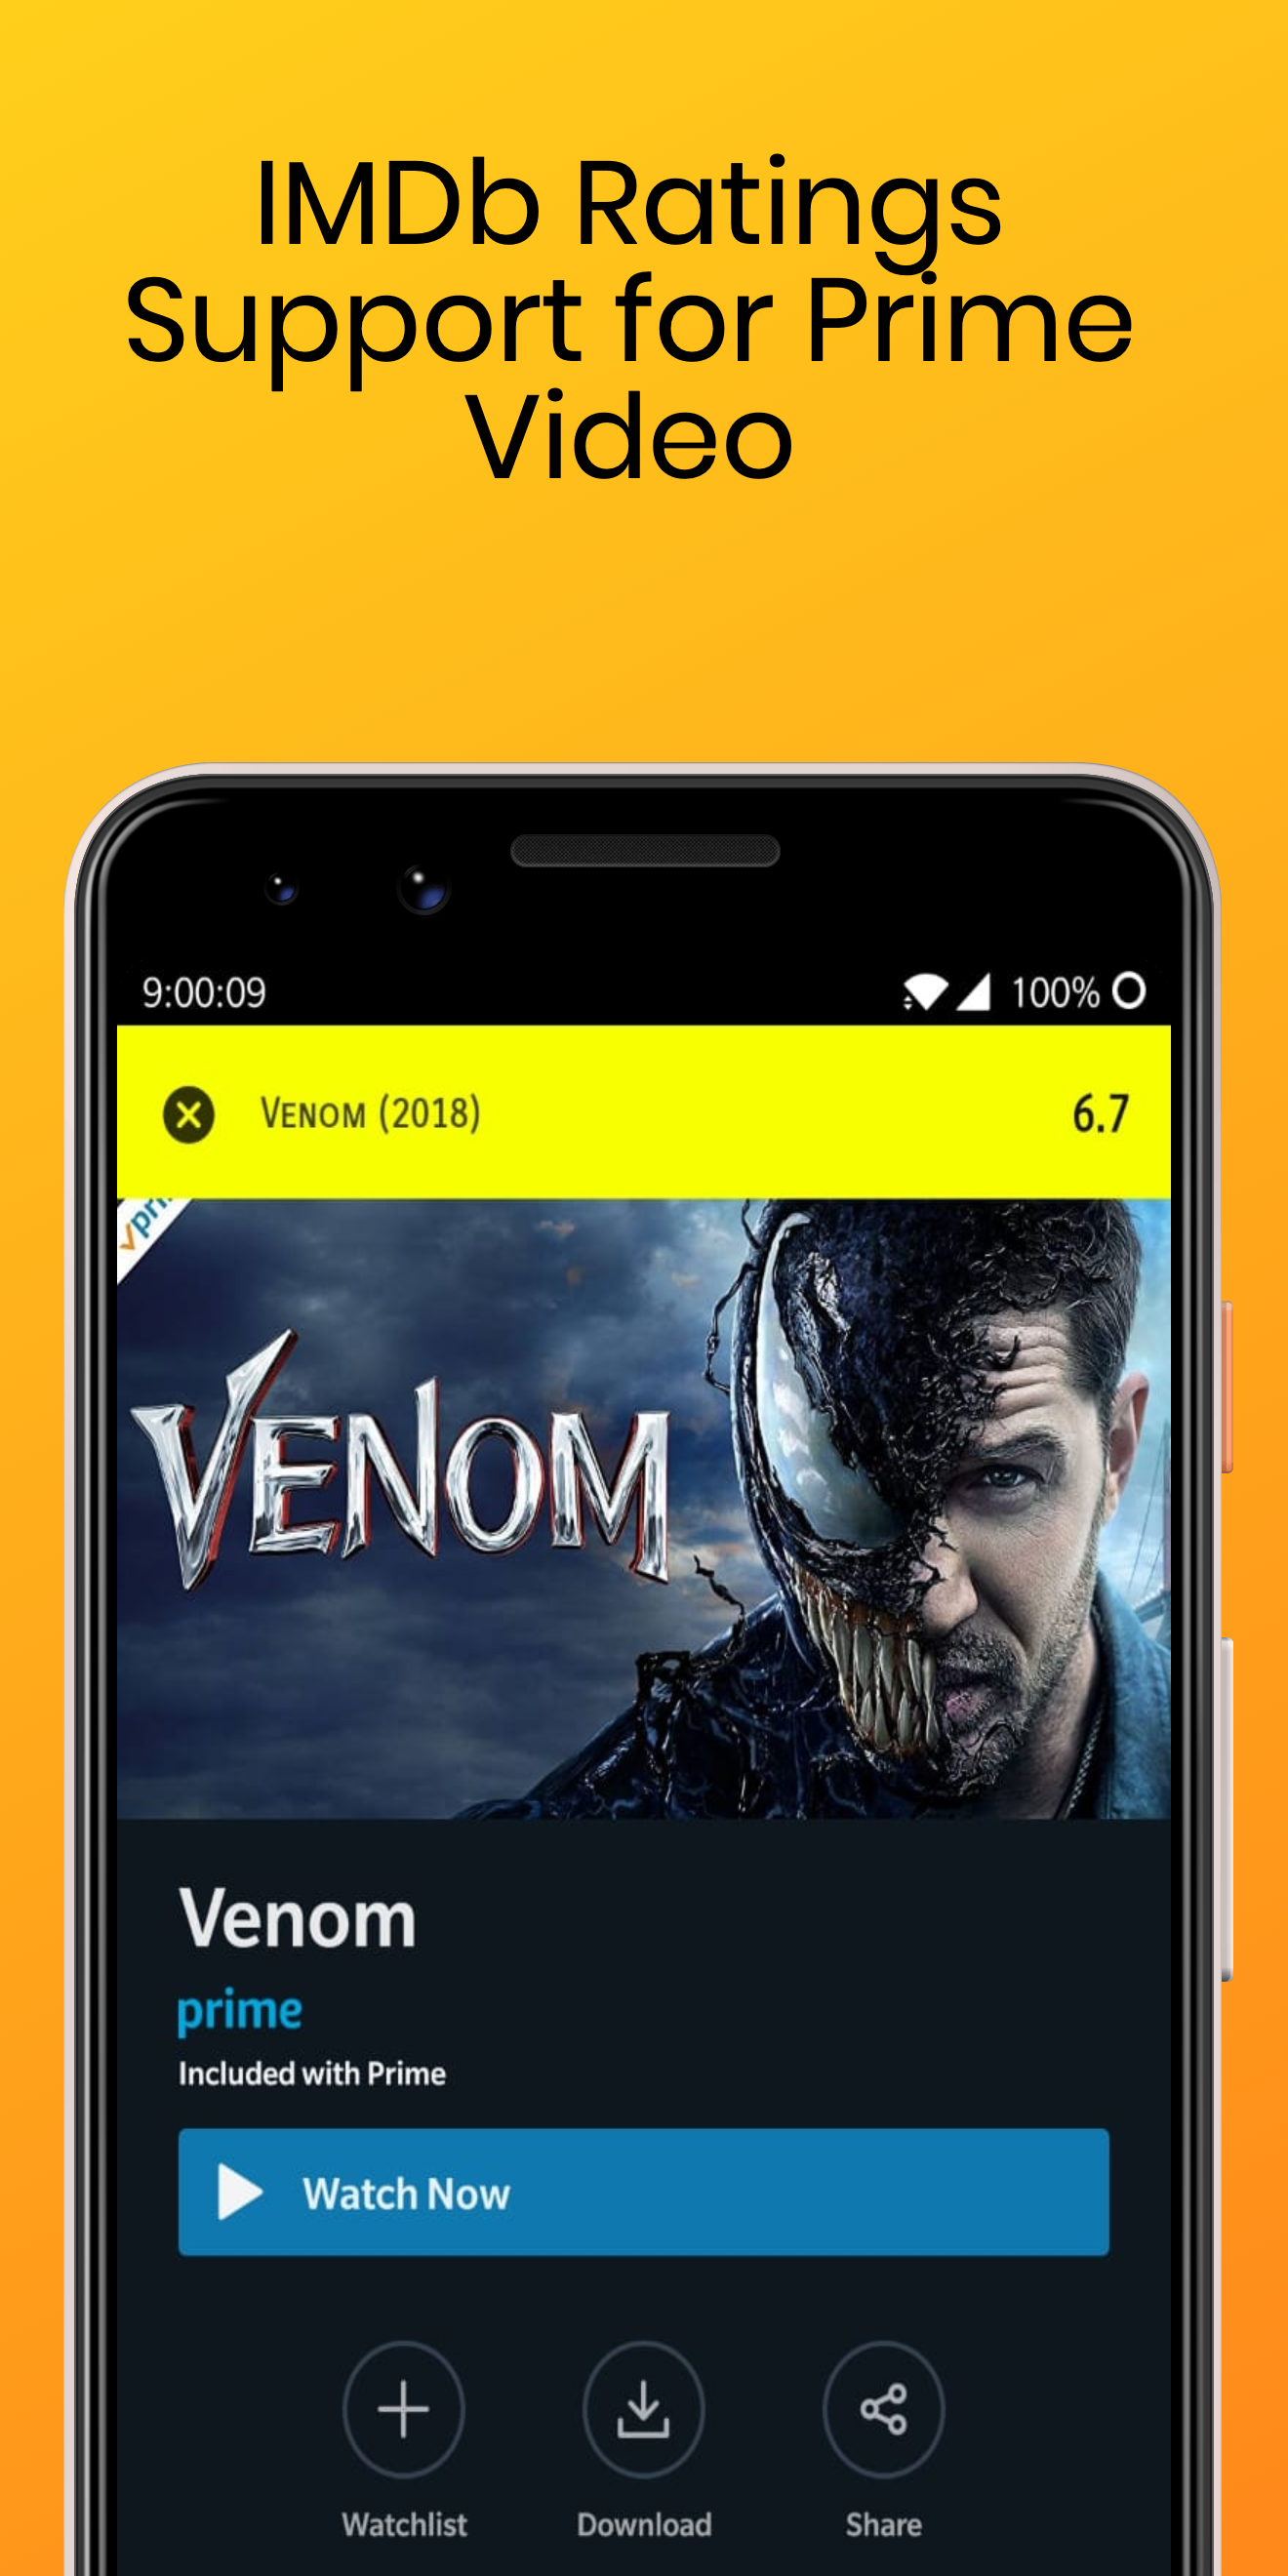 IMDb Ratings
Support for Prime
Video
9:00:09 100%
VENOM (2018) 6.7
VENOM
Venom
prime
Included with Prime
Watch Now
Watchlist Download Share